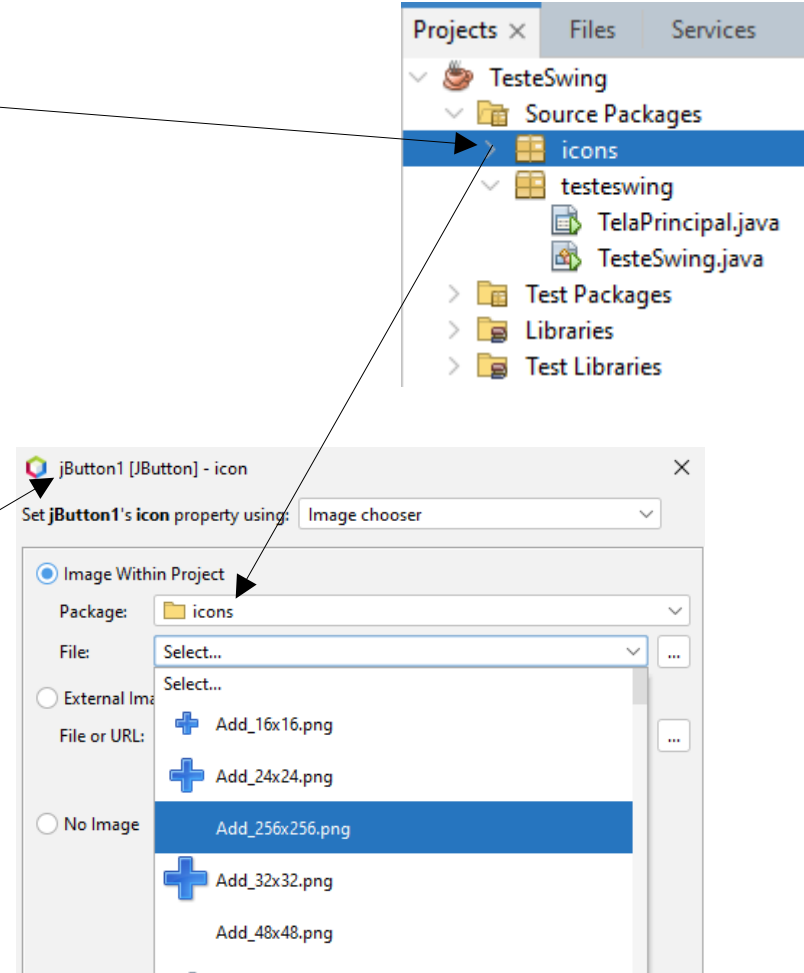 Projects × Files Services
TesteSwing
Source Packages
icons
testeswing
TelaPrincipal.java
TesteSwing.java
Test Packages
Libraries
Test Libraries
jButton1 [JButton] - icon
Set jButton1's icon property using: Image chooser
Image Within Project
Package: icons
File: Select... ...
Select...
External Ima
Add_16x16.png
File or URL: ...
Add_24x24.png
No Image
Add_256x256.png
Add_32x32.png
Add_48x48.png